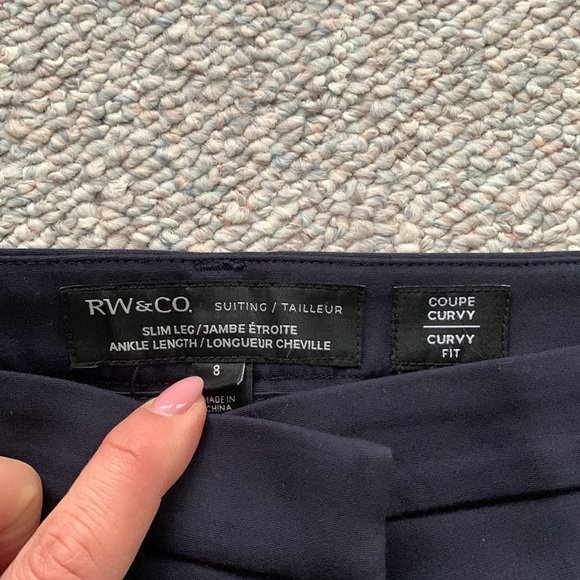 RW&CO. SUITING / TAILLEUR
SLIM LEG / JAMBE ÉTROITE
ANKLE LENGTH / LONGUEUR CHEVILLE
8
MADE IN
CHINA
COUPE
CURVY
CURVY
FIT